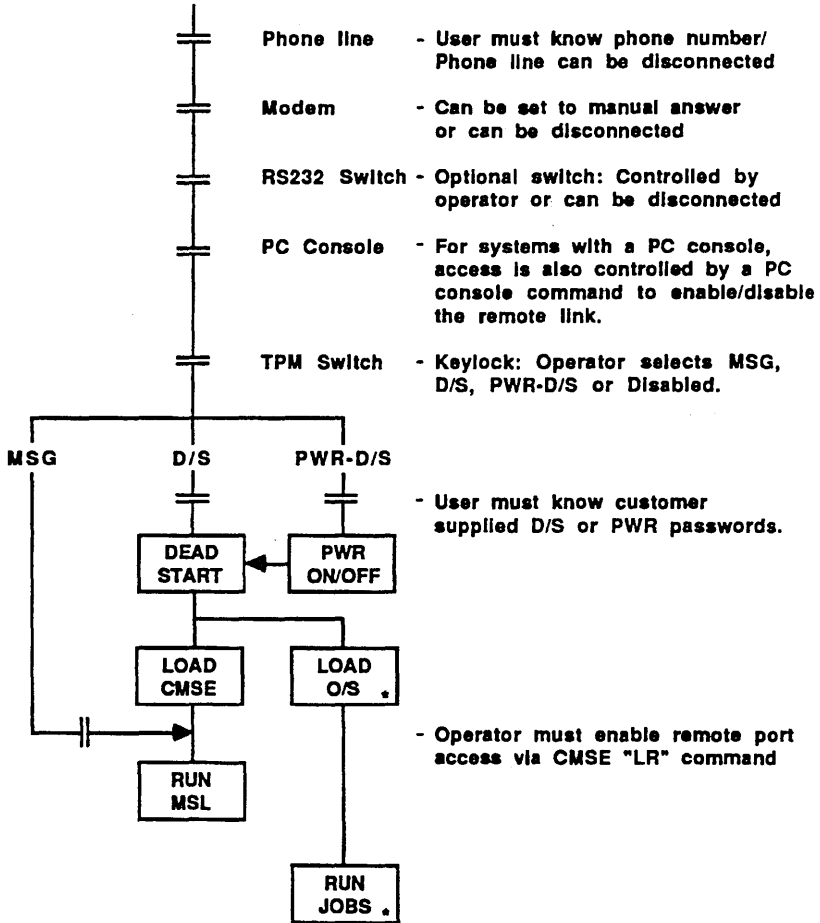 Phone line - User must know phone number/
Phone line can be disconnected
Modem - Can be set to manual answer
or can be disconnected
RS232 Switch - Optional switch: Controlled by
operator or can be disconnected
PC Console - For systems with a PC console,
access is also controlled by a PC
console command to enable/disable
the remote link.
TPM Switch - Keylock: Operator selects MSG,
D/S, PWR-D/S or Disabled.
MSG D/S PWR-D/S
- User must know customer
supplied D/S or PWR passwords.
DEAD
START
PWR
ON/OFF
LOAD
CMSE
LOAD
O/S *
- Operator must enable remote port
access via CMSE "LR" command
RUN
MSL
RUN
JOBS *